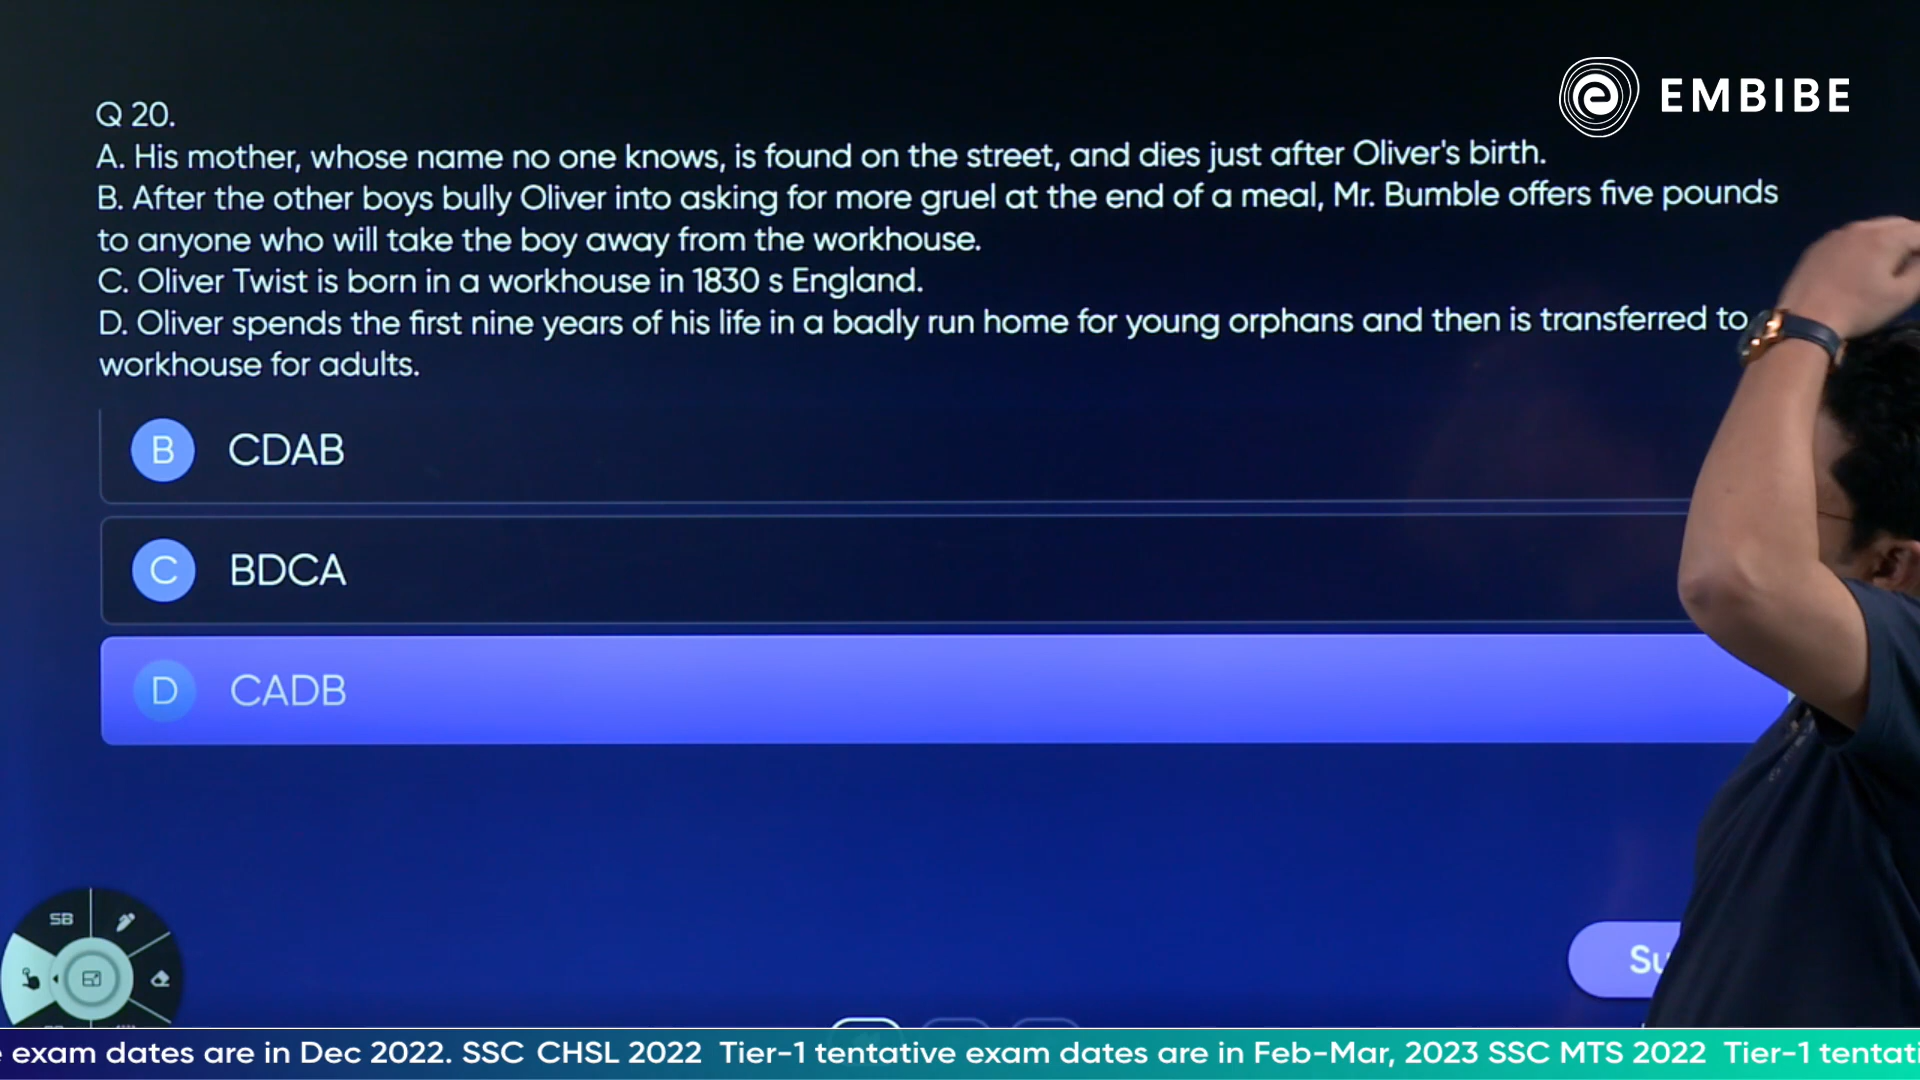 EMBIBE
Q 20.
A. His mother, whose name no one knows, is found on the street, and dies just after Oliver's birth.
B. After the other boys bully Oliver into asking for more gruel at the end of a meal, Mr. Bumble offers five pounds
to anyone who will take the boy away from the workhouse.
C. Oliver Twist is born in a workhouse in 1830 s England.
D. Oliver spends the first nine years of his life in a badly run home for young orphans and then is transferred to
workhouse for adults.
B CDAB
C BDCA
D CADB
SB
Su
exam dates are in Dec 2022. SSC CHSL 2022 Tier-1 tentative exam dates are in Feb-Mar, 2023 SSC MTS 2022 Tier-1 tentati